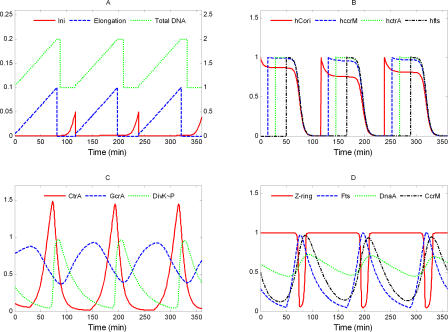 A
Ini Elongation Total DNA
0.25 2.5
0.2 2
0.15 1.5
0.1 1
0.05 0.5
0 0
0 50 100 150 200 250 300 350
Time (min)
B
hCori hccrM hctrA hfts
1.5
1
0.5
0
0 50 100 150 200 250 300 350
Time (min)
C
CtrA GcrA DivK~P
1.5
1
0.5
0
0 50 100 150 200 250 300 350
Time (min)
D
Z-ring Fts DnaA CcrM
1.5
1
0.5
0
0 50 100 150 200 250 300 350
Time (min)